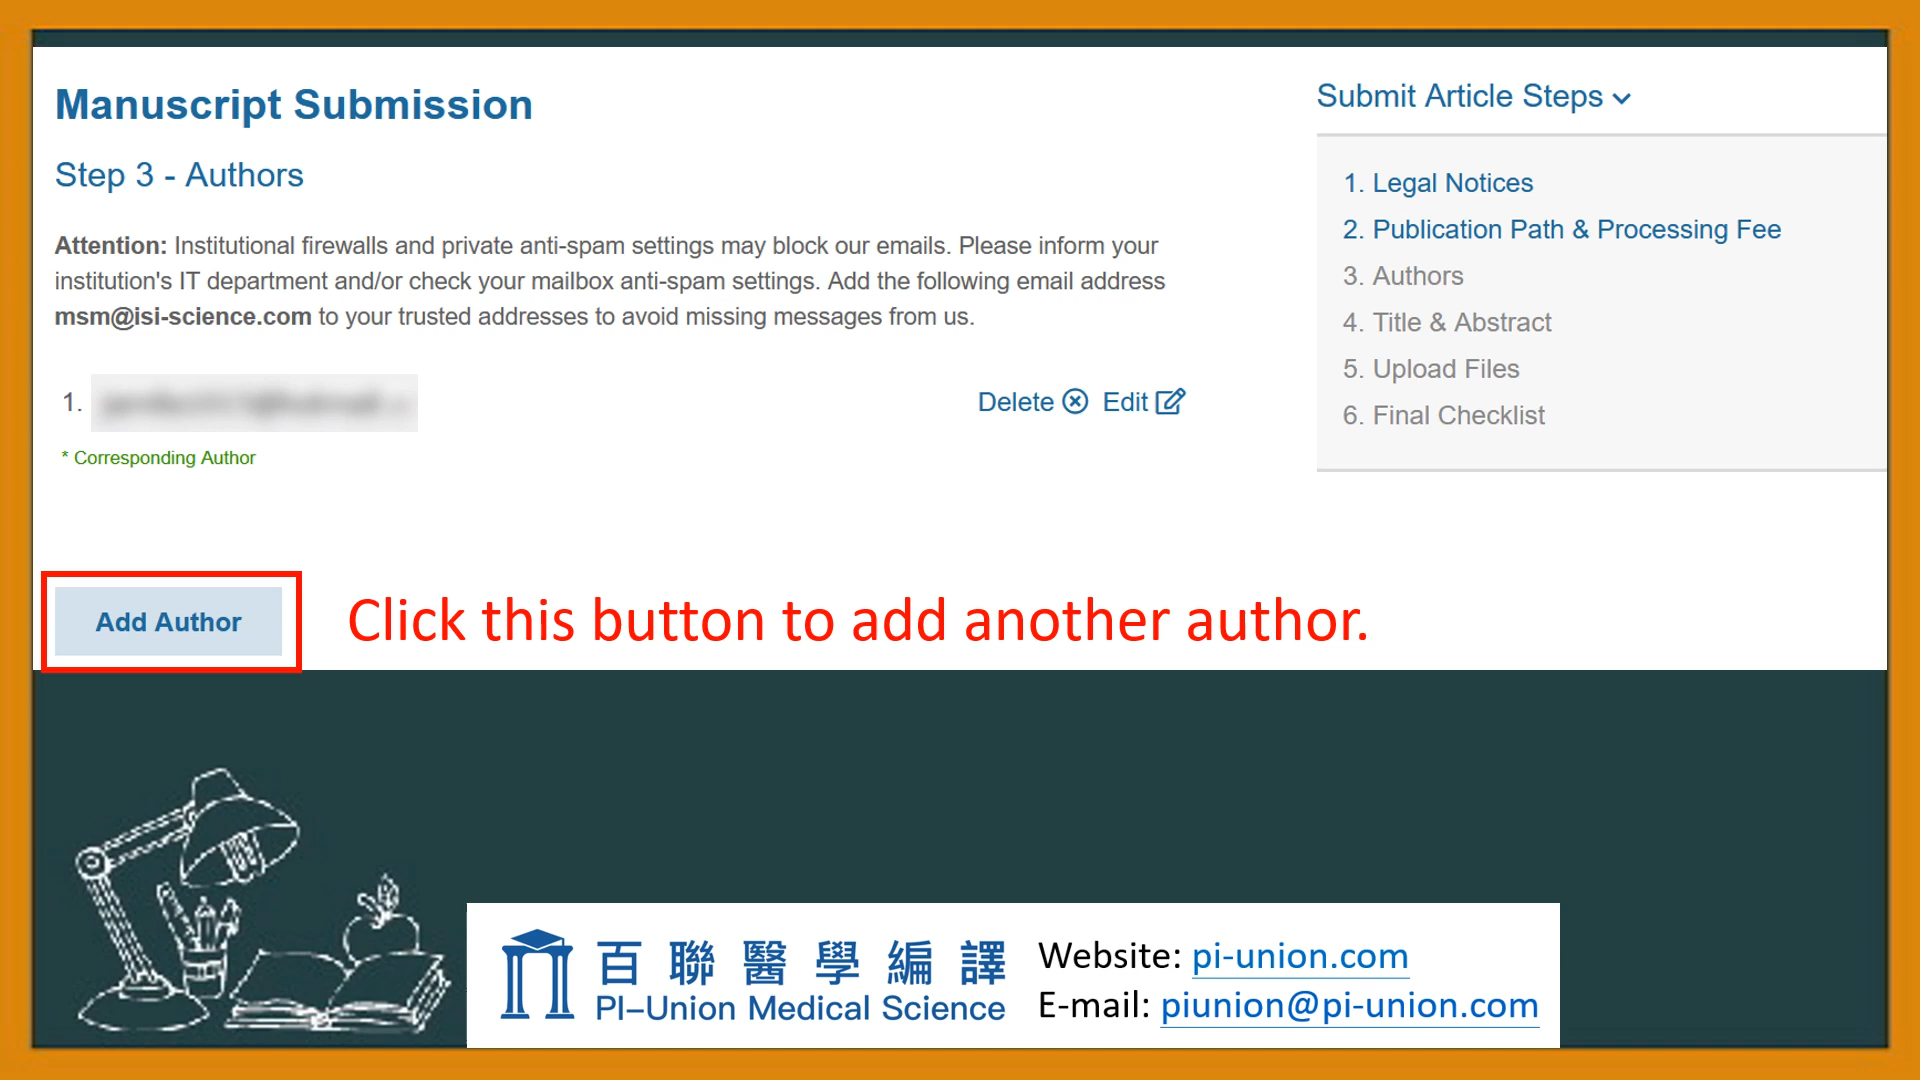 Manuscript Submission
Step 3 - Authors
Attention: Institutional firewalls and private anti-spam settings may block our emails. Please inform your
institution's IT department and/or check your mailbox anti-spam settings. Add the following email address
msm@isi-science.com to your trusted addresses to avoid missing messages from us.
1.
Delete Edit
* Corresponding Author
Submit Article Steps
1. Legal Notices
2. Publication Path & Processing Fee
3. Authors
4. Title & Abstract
5. Upload Files
6. Final Checklist
Add Author
Click this button to add another author.
百聯醫學編譯
PI-Union Medical Science
Website: pi-union.com
E-mail: piunion@pi-union.com